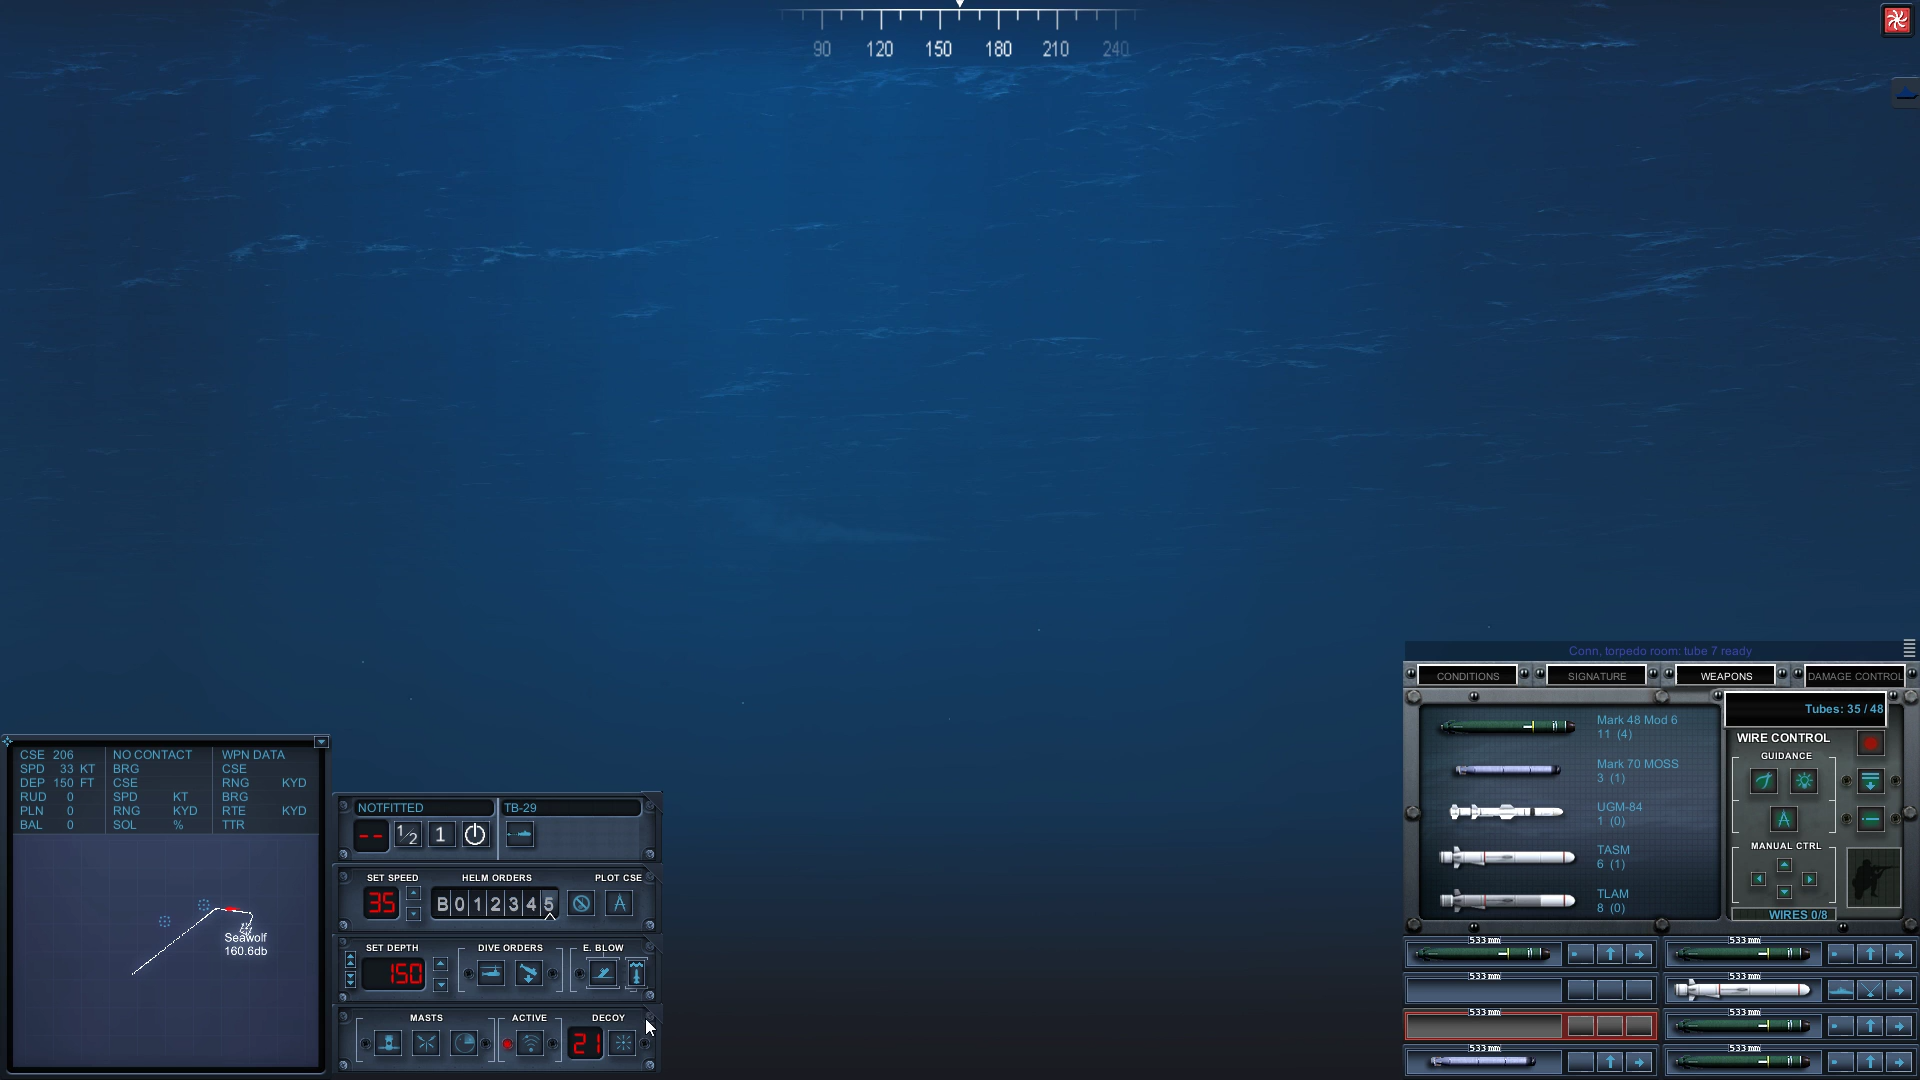 90 120 150 180 210 240
Conn, torpedo room: tube 7 ready
CONDITIONS SIGNATURE WEAPONS DAMAGE CONTROL
Tubes: 35 / 48
Mark 48 Mod 6
11 (4)
Mark 70 MOSS
3 (1)
UGM-84
1 (0)
TASM
6 (1)
TLAM
8 (0)
WIRE CONTROL
GUIDANCE
MANUAL CTRL
WIRES 0/8
533 mm 533 mm
533 mm 533 mm
533 mm 533 mm
533 mm 533 mm
CSE 206 NO CONTACT WPN DATA
SPD 33 KT BRG CSE
DEP 150 FT CSE RNG KYD
RUD 0 SPD KT BRG
PLN 0 RNG KYD RTE KYD
BAL 0 SOL % TTR
Seawolf
160.6db
NOTFITTED TB-29
-- 1/2 1
SET SPEED HELM ORDERS PLOT CSE
35 B 0 1 2 3 4 5
SET DEPTH DIVE ORDERS E. BLOW
150
MASTS ACTIVE DECOY
21